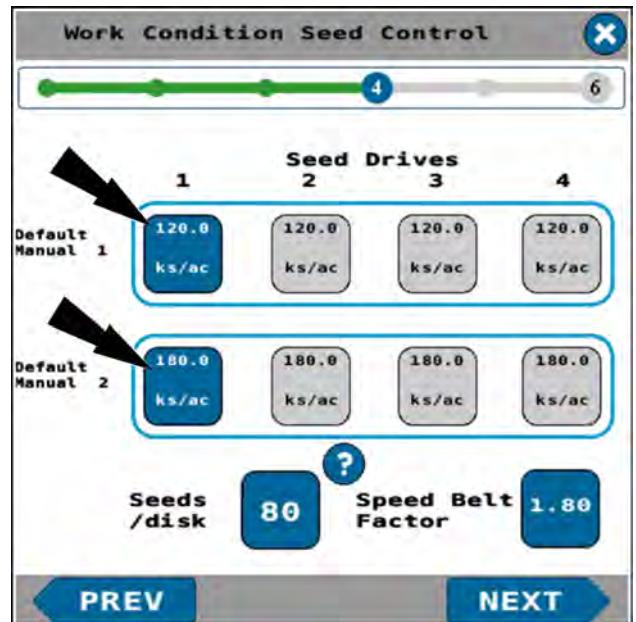 Work Condition Seed Control
4 6
Seed Drives
1 2 3 4
Default
Manual 1
120.0 120.0 120.0 120.0
ks/ac ks/ac ks/ac ks/ac
Default
Manual 2
180.0 180.0 180.0 180.0
ks/ac ks/ac ks/ac ks/ac
?
Seeds
/disk
80
Speed Belt
Factor
1.80
PREV NEXT